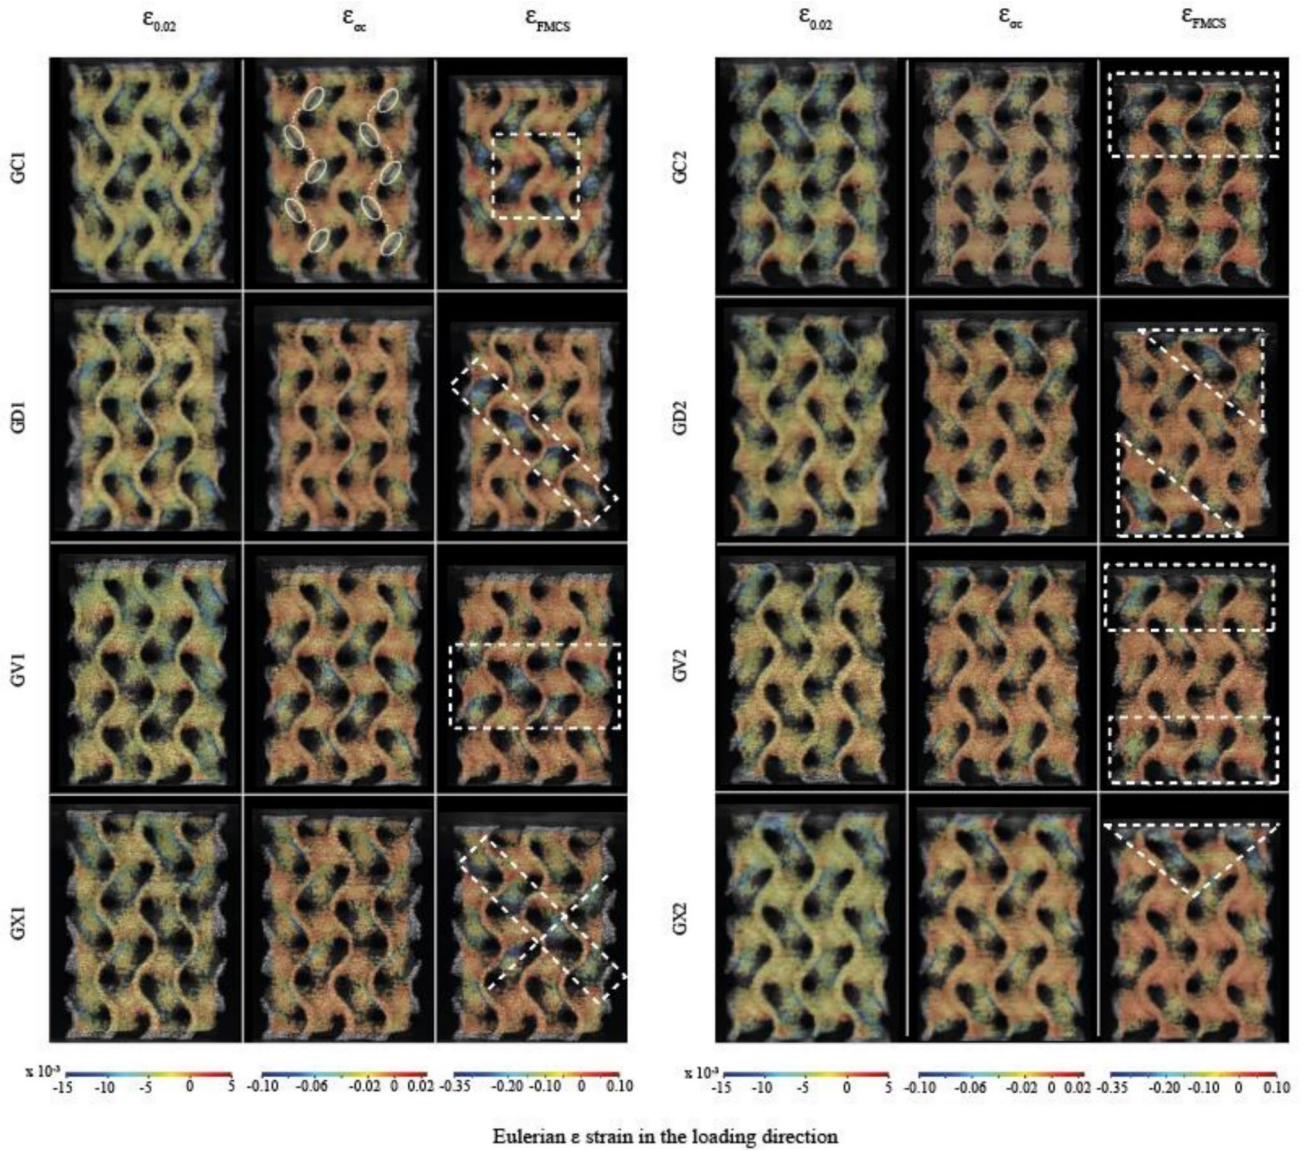 ε0.02 εσc εFMCS ε0.02 εσc εFMCS
GC1 GC2
GD1 GD2
GV1 GV2
GX1 GX2
x 10⁻³ -15 -10 -5 0 5 -0.10 -0.06 -0.02 0 0.02 -0.35 -0.20 -0.10 0 0.10 x 10⁻³ -15 -10 -5 0 5 -0.10 -0.06 -0.02 0 0.02 -0.35 -0.20 -0.10 0 0.10
Eulerian ε strain in the loading direction